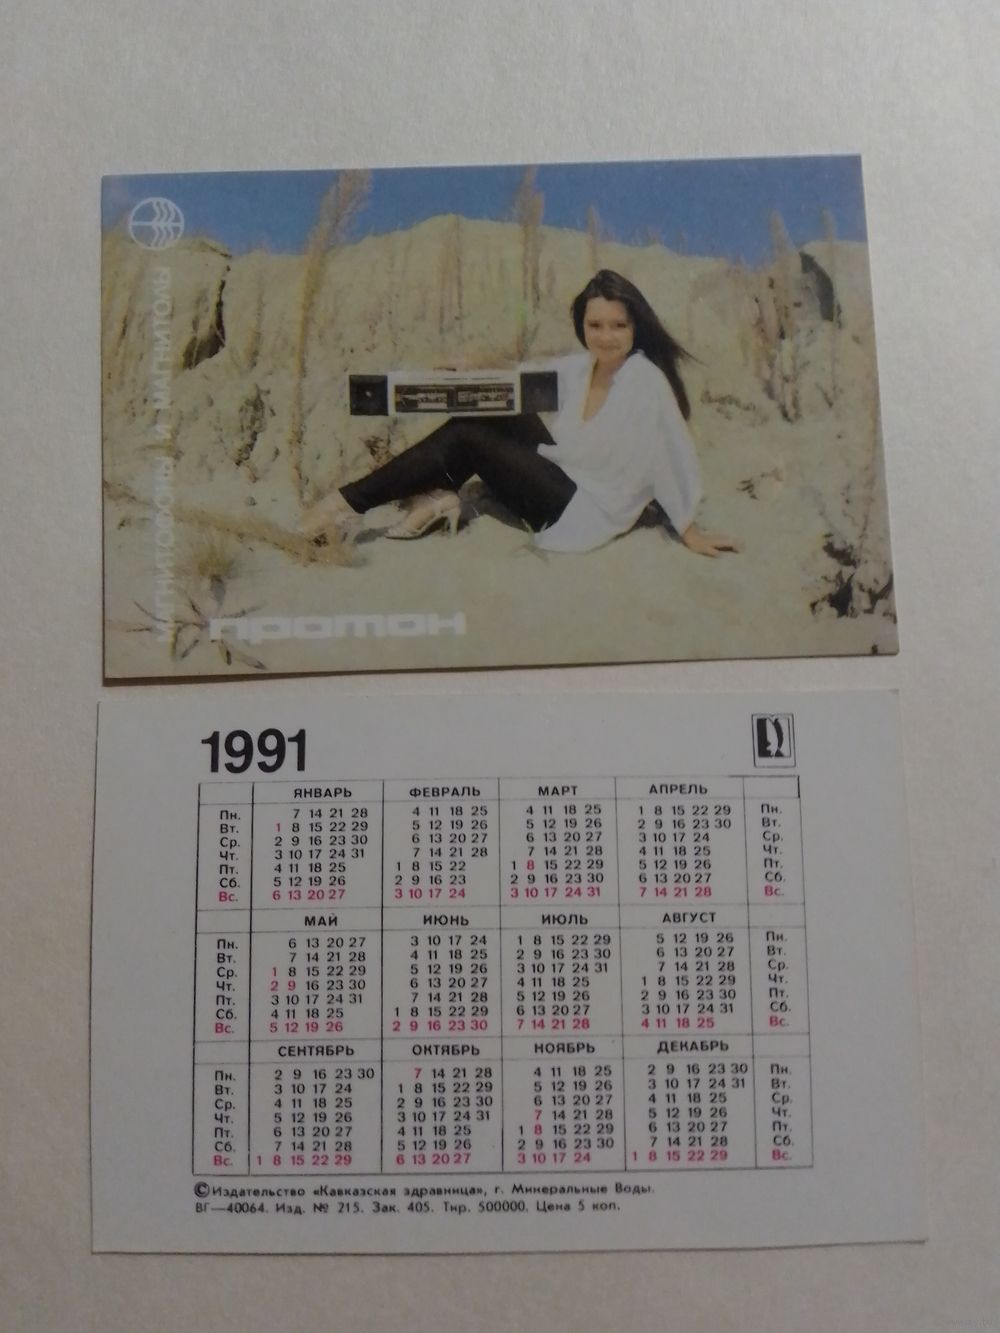 МАГНИТОФОНЫ И МАГНИТОЛЫ
протон
1991
ЯНВАРЬ ФЕВРАЛЬ МАРТ АПРЕЛЬ
Пн. 7 14 21 28 4 11 18 25 4 11 18 25 1 8 15 22 29 Пн.
Вт. 1 8 15 22 29 5 12 19 26 5 12 19 26 2 9 16 23 30 Вт.
Ср. 2 9 16 23 30 6 13 20 27 6 13 20 27 3 10 17 24 Ср.
Чт. 3 10 17 24 31 7 14 21 28 7 14 21 28 4 11 18 25 Чт.
Пт. 4 11 18 25 1 8 15 22 1 8 15 22 29 5 12 19 26 Пт.
Сб. 5 12 19 26 2 9 16 23 2 9 16 23 30 6 13 20 27 Сб.
Вс. 6 13 20 27 3 10 17 24 3 10 17 24 31 7 14 21 28 Вс.
МАЙ ИЮНЬ ИЮЛЬ АВГУСТ
Пн. 6 13 20 27 3 10 17 24 1 8 15 22 29 5 12 19 26 Пн.
Вт. 7 14 21 28 4 11 18 25 2 9 16 23 30 6 13 20 27 Вт.
Ср. 1 8 15 22 29 5 12 19 26 3 10 17 24 31 7 14 21 28 Ср.
Чт. 2 9 16 23 30 6 13 20 27 4 11 18 25 1 8 15 22 29 Чт.
Пт. 3 10 17 24 31 7 14 21 28 5 12 19 26 2 9 16 23 30 Пт.
Сб. 4 11 18 25 1 8 15 22 29 6 13 20 27 3 10 17 24 31 Сб.
Вс. 5 12 19 26 2 9 16 23 30 7 14 21 28 4 11 18 25 Вс.
СЕНТЯБРЬ ОКТЯБРЬ НОЯБРЬ ДЕКАБРЬ
Пн. 2 9 16 23 30 7 14 21 28 4 11 18 25 2 9 16 23 30 Пн.
Вт. 3 10 17 24 1 8 15 22 29 5 12 19 26 3 10 17 24 31 Вт.
Ср. 4 11 18 25 2 9 16 23 30 6 13 20 27 4 11 18 25 Ср.
Чт. 5 12 19 26 3 10 17 24 31 7 14 21 28 5 12 19 26 Чт.
Пт. 6 13 20 27 4 11 18 25 1 8 15 22 29 6 13 20 27 Пт.
Сб. 7 14 21 28 5 12 19 26 2 9 16 23 30 7 14 21 28 Сб.
Вс. 1 8 15 22 29 6 13 20 27 3 10 17 24 1 8 15 22 29 Вс.
©Издательство «Кавказская здравница», г. Минеральные Воды.
ВГ—40064. Изд. № 215. Зак. 405. Тир. 500000. Цена 5 коп.